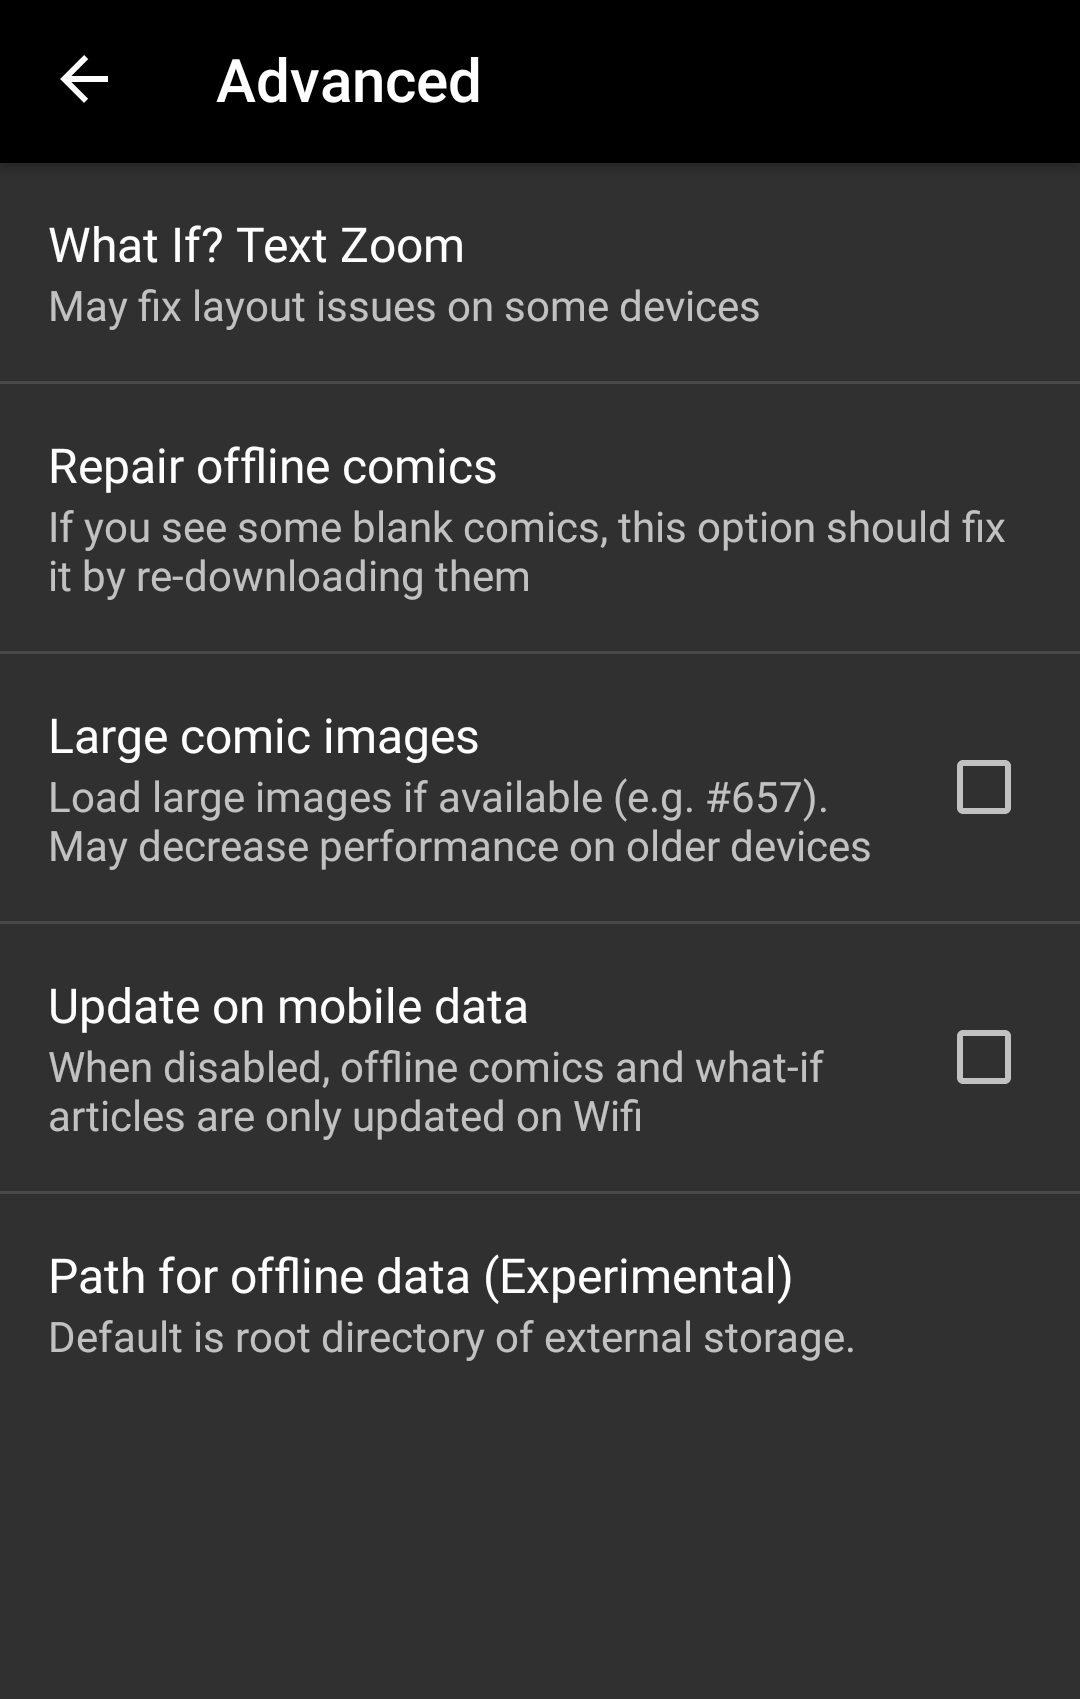 Advanced
What If? Text Zoom
May fix layout issues on some devices
Repair offline comics
If you see some blank comics, this option should fix
it by re-downloading them
Large comic images
Load large images if available (e.g. #657).
May decrease performance on older devices
Update on mobile data
When disabled, offline comics and what-if
articles are only updated on Wifi
Path for offline data (Experimental)
Default is root directory of external storage.